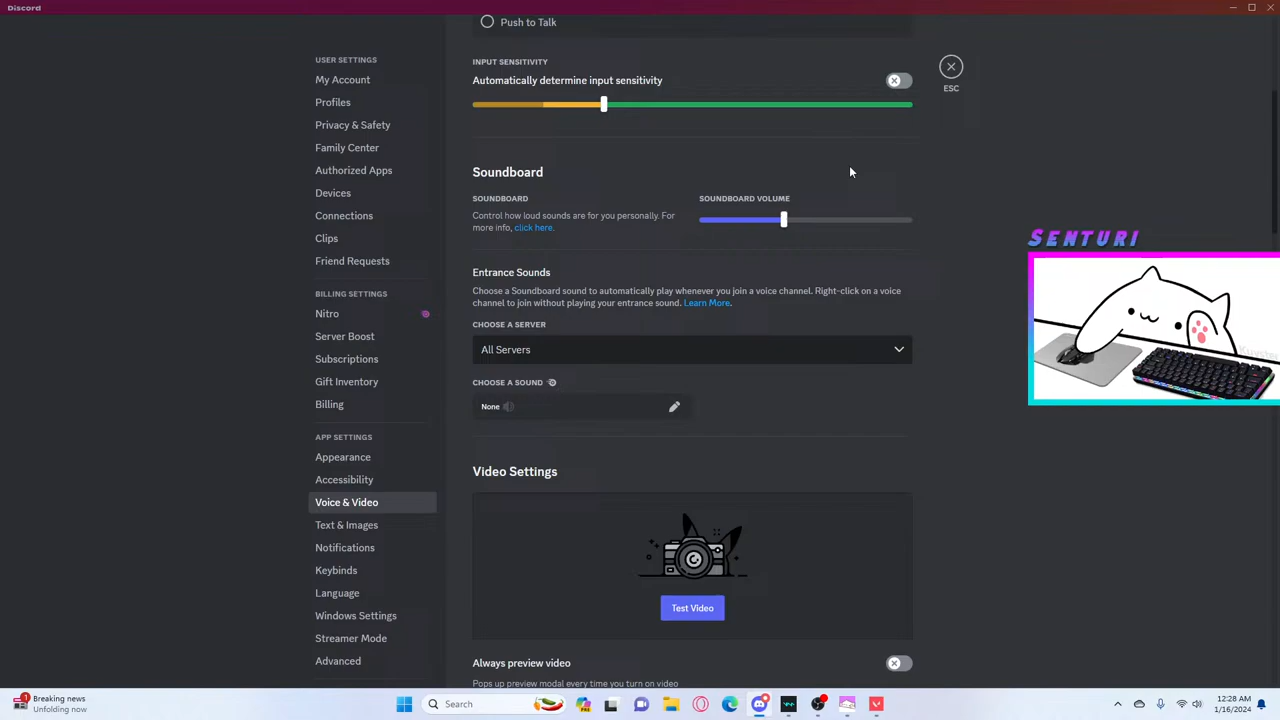 Discord
USER SETTINGS
My Account
Profiles
Privacy & Safety
Family Center
Authorized Apps
Devices
Connections
Clips
Friend Requests
BILLING SETTINGS
Nitro
Server Boost
Subscriptions
Gift Inventory
Billing
APP SETTINGS
Appearance
Accessibility
Voice & Video
Text & Images
Notifications
Keybinds
Language
Windows Settings
Streamer Mode
Advanced
Push to Talk
INPUT SENSITIVITY
Automatically determine input sensitivity
ESC
Soundboard
SOUNDBOARD
Control how loud sounds are for you personally. For
more info, click here.
SOUNDBOARD VOLUME
Entrance Sounds
Choose a Soundboard sound to automatically play whenever you join a voice channel. Right-click on a voice
channel to join without playing your entrance sound. Learn More.
CHOOSE A SERVER
All Servers
CHOOSE A SOUND
None
Video Settings
Test Video
Always preview video
Pops up preview modal every time you turn on video
SENTURI
1
Breaking news
Unfolding now
Search
12:28 AM
1/16/2024